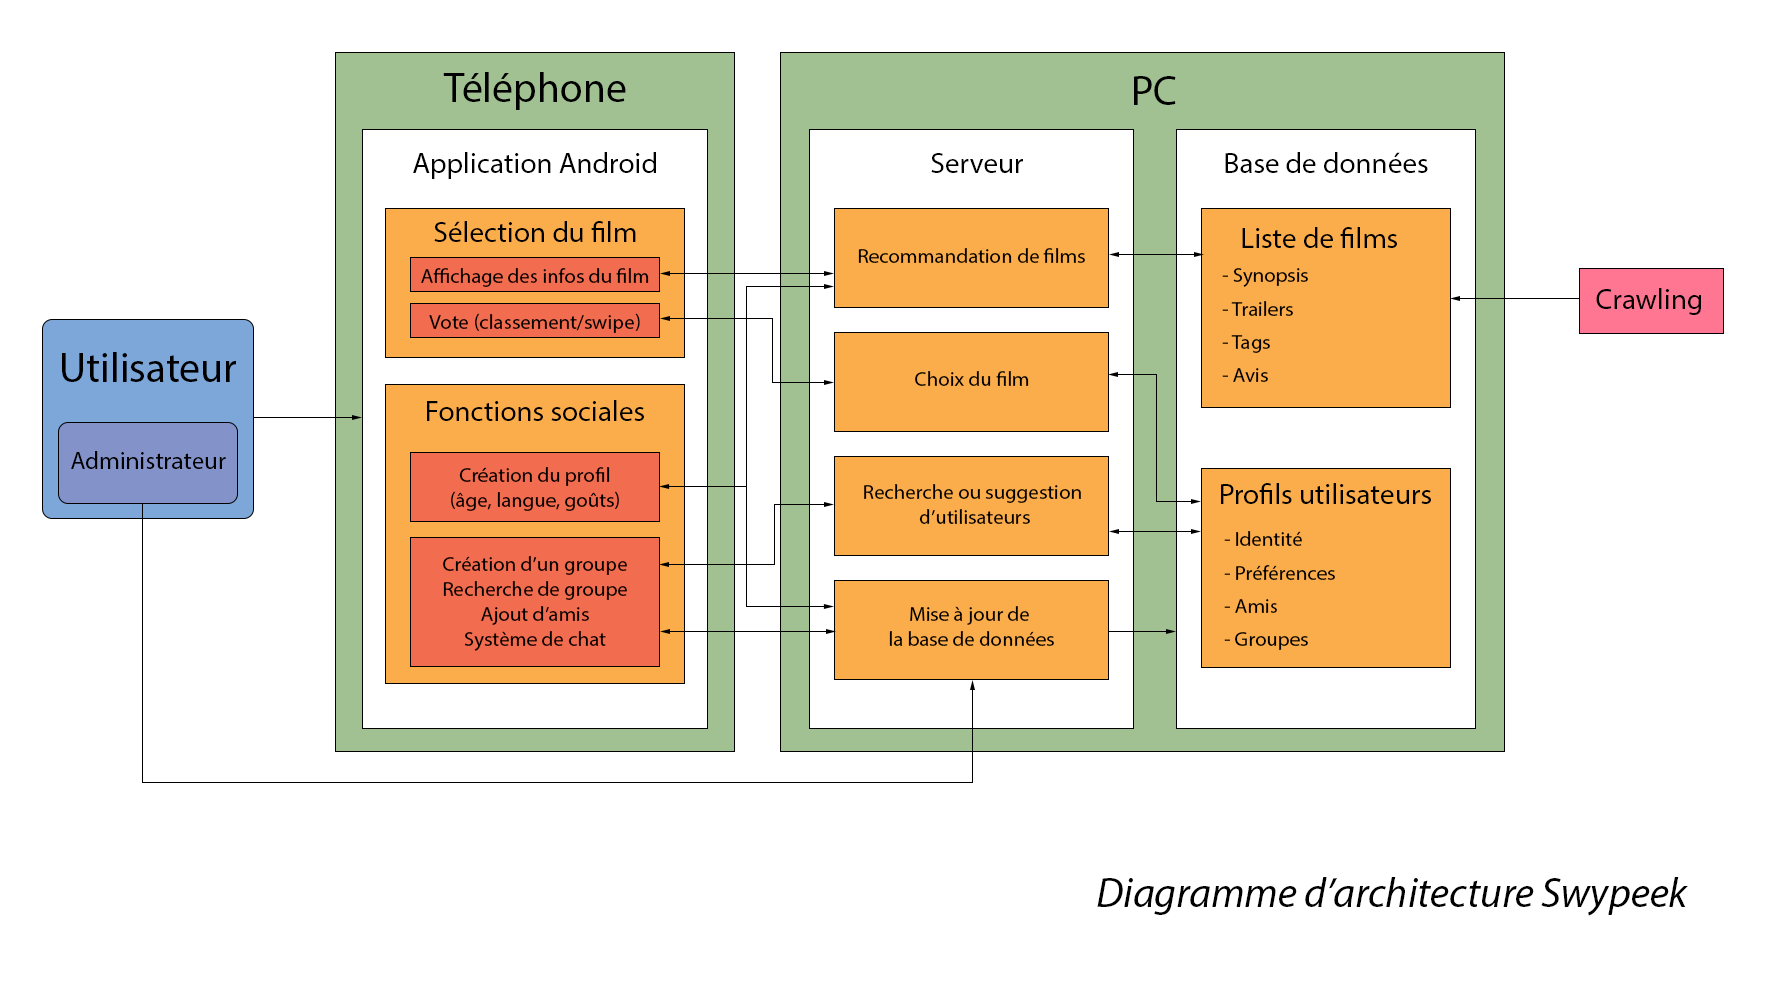 Téléphone
PC
Application Android
Serveur
Base de données
Sélection du film
Affichage des infos du film
Vote (classement/swipe)
Fonctions sociales
Création du profil
(âge, langue, goûts)
Création d’un groupe
Recherche de groupe
Ajout d’amis
Système de chat
Recommandation de films
Choix du film
Recherche ou suggestion
d’utilisateurs
Mise à jour de
la base de données
Liste de films
- Synopsis
- Trailers
- Tags
- Avis
Profils utilisateurs
- Identité
- Préférences
- Amis
- Groupes
Crawling
Utilisateur
Administrateur
Diagramme d’architecture Swypeek